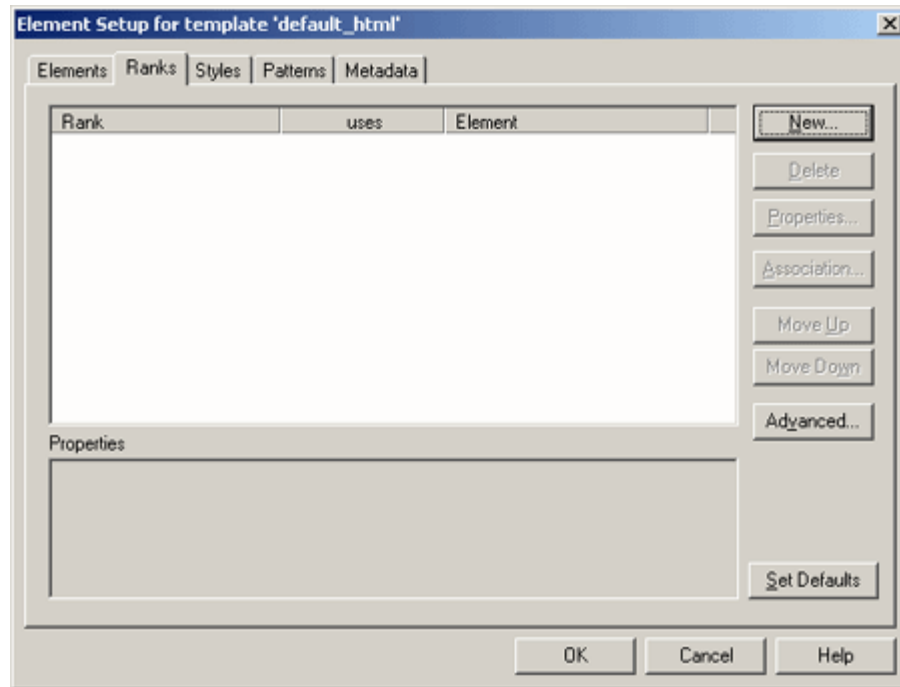 Element Setup for template 'default_html'
Elements Ranks Styles Patterns Metadata
Rank uses Element
New...
Delete
Properties...
Association...
Move Up
Move Down
Advanced...
Properties
Set Defaults
OK Cancel Help